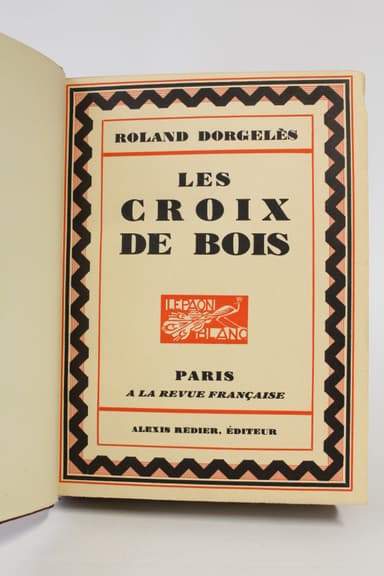 ROLAND DORGELÈS
LES
CROIX
DE BOIS
LE PAON
BLANC
PARIS
A LA REVUE FRANÇAISE
ALEXIS REDIER, ÉDITEUR